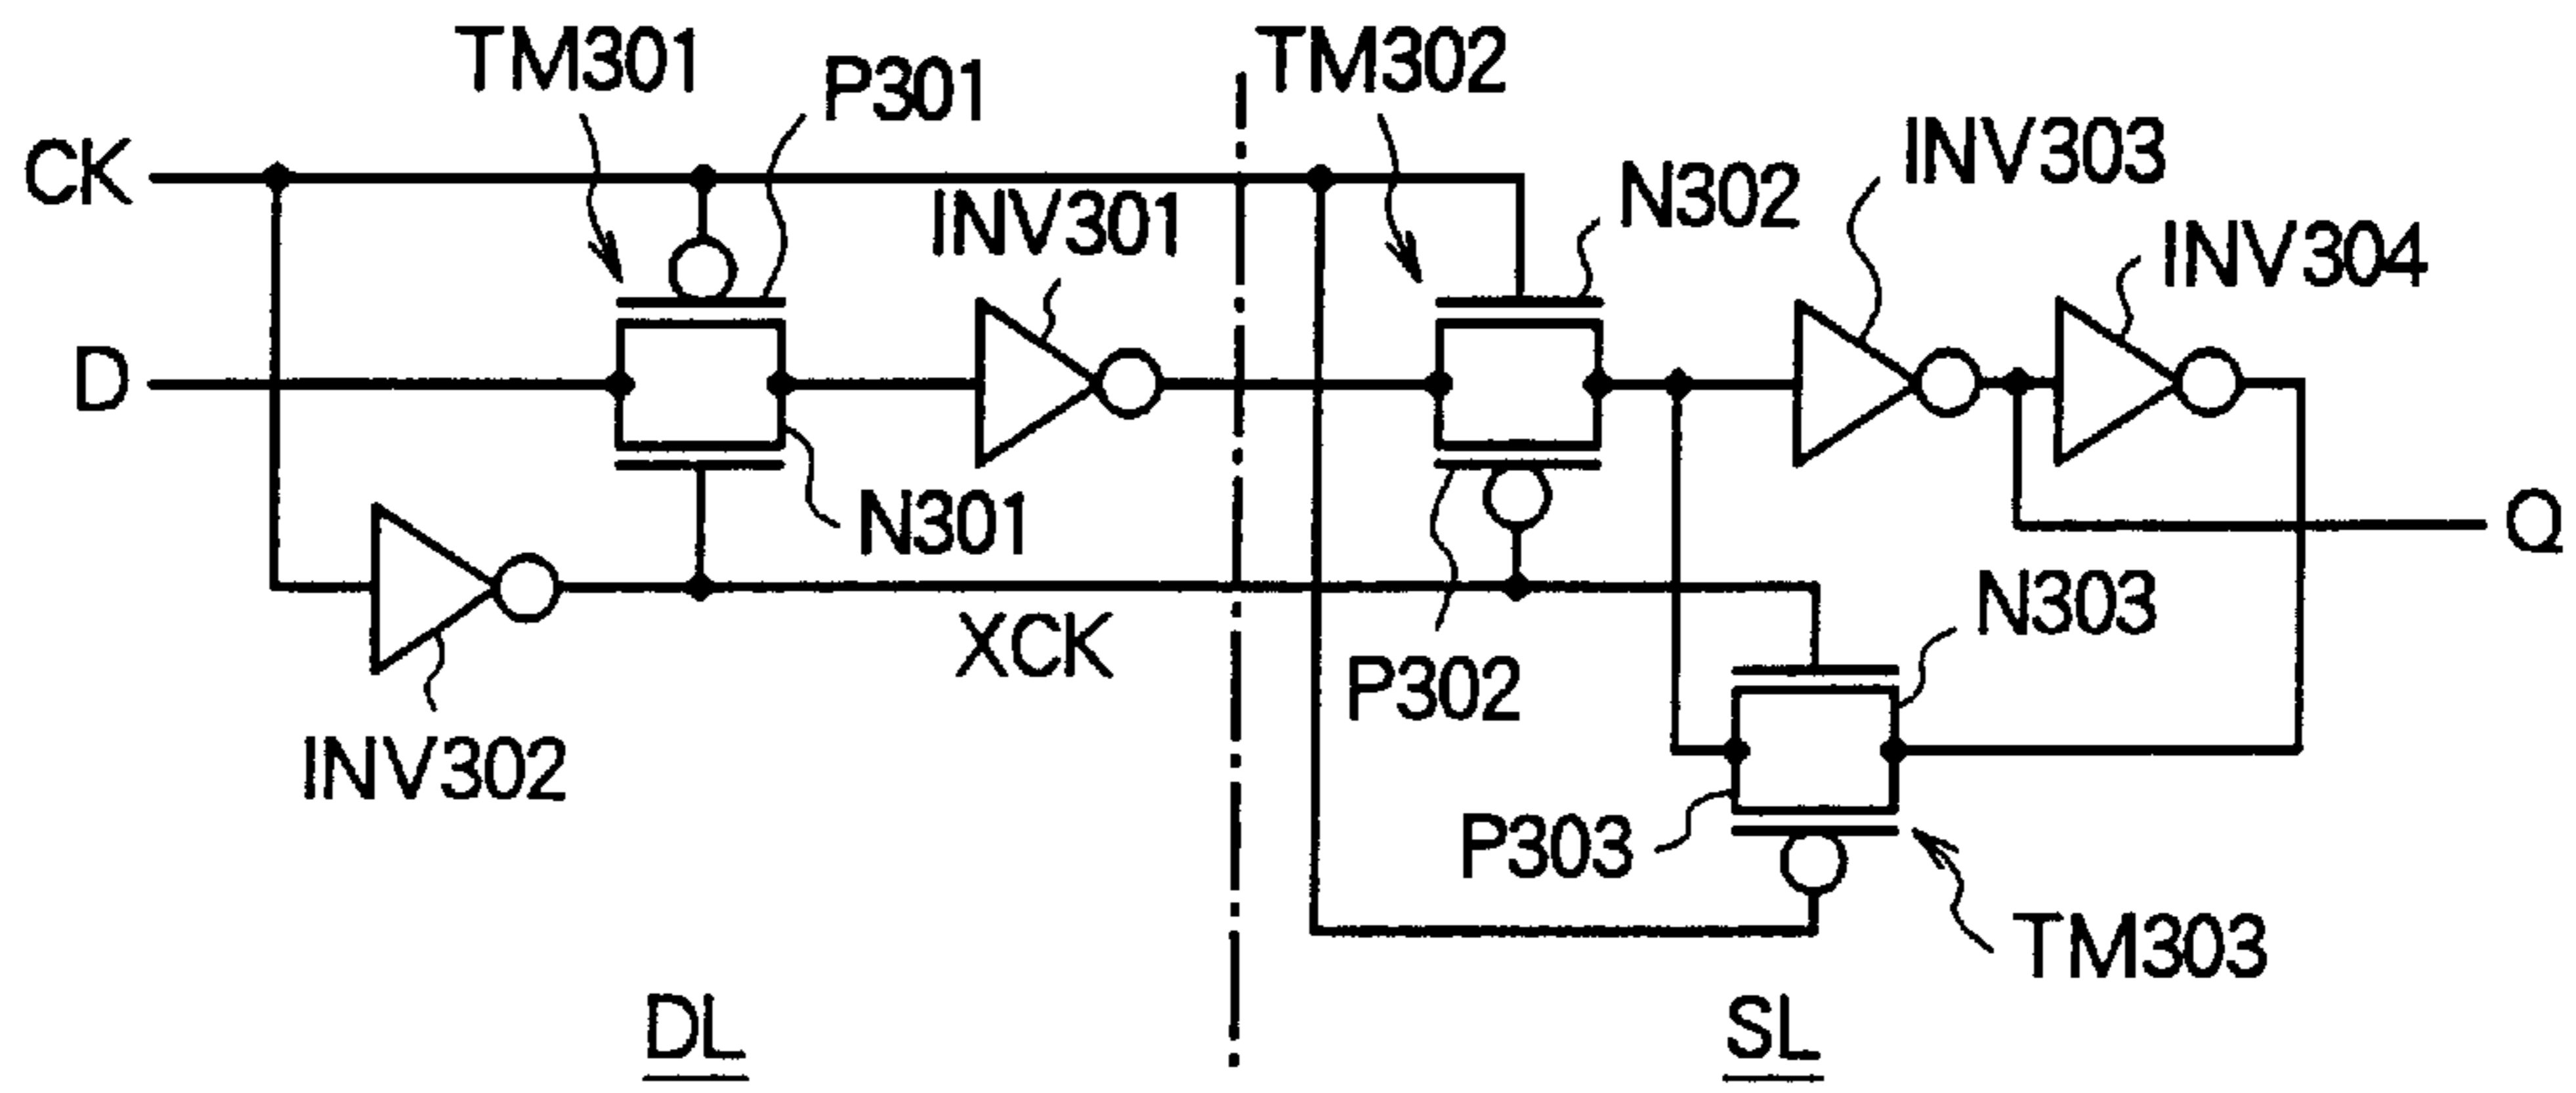 TM301
P301
TM302
CK
INV301
N302
INV303
INV304
D
N301
Q
XCK
P302
N303
INV302
P303
TM303
DL
SL